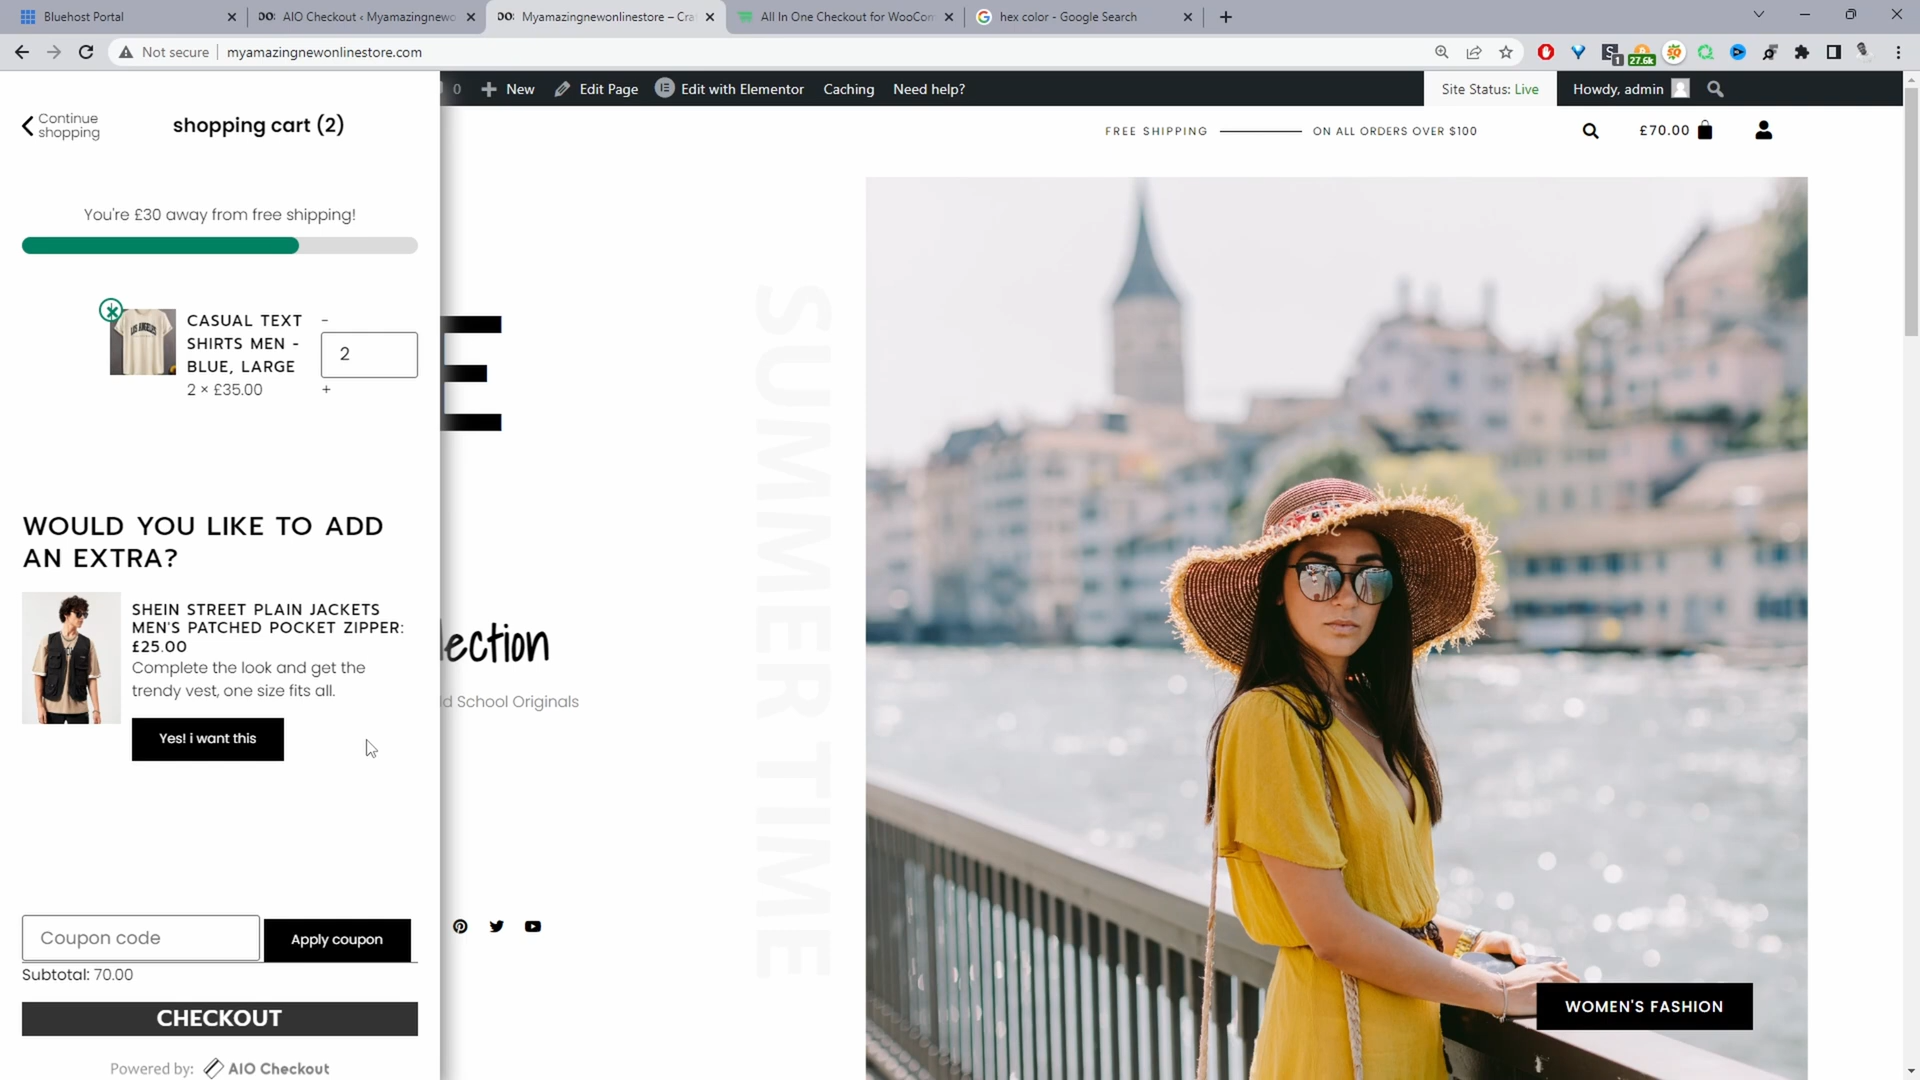 Bluehost Portal
AIO Checkout ‹ Myamazingnewo
Myamazingnewonlinestore – Cra
All In One Checkout for WooCom
hex color - Google Search
Not secure
myamazingnewonlinestore.com
1
27.6k
0
New
Edit Page
Edit with Elementor
Caching
Need help?
Site Status: Live
Howdy, admin
Continue
shopping
shopping cart (2)
FREE SHIPPING
ON ALL ORDERS OVER $100
£70.00
You're £30 away from free shipping!
CASUAL TEXT
SHIRTS MEN -
BLUE, LARGE
2 × £35.00
-
2
+
E
SUMMER TIME
WOULD YOU LIKE TO ADD
AN EXTRA?
SHEIN STREET PLAIN JACKETS
MEN'S PATCHED POCKET ZIPPER:
£25.00
Complete the look and get the
trendy vest, one size fits all.
Yes! i want this
lection
ld School Originals
Coupon code
Apply coupon
Subtotal: 70.00
CHECKOUT
Powered by: AIO Checkout
WOMEN'S FASHION